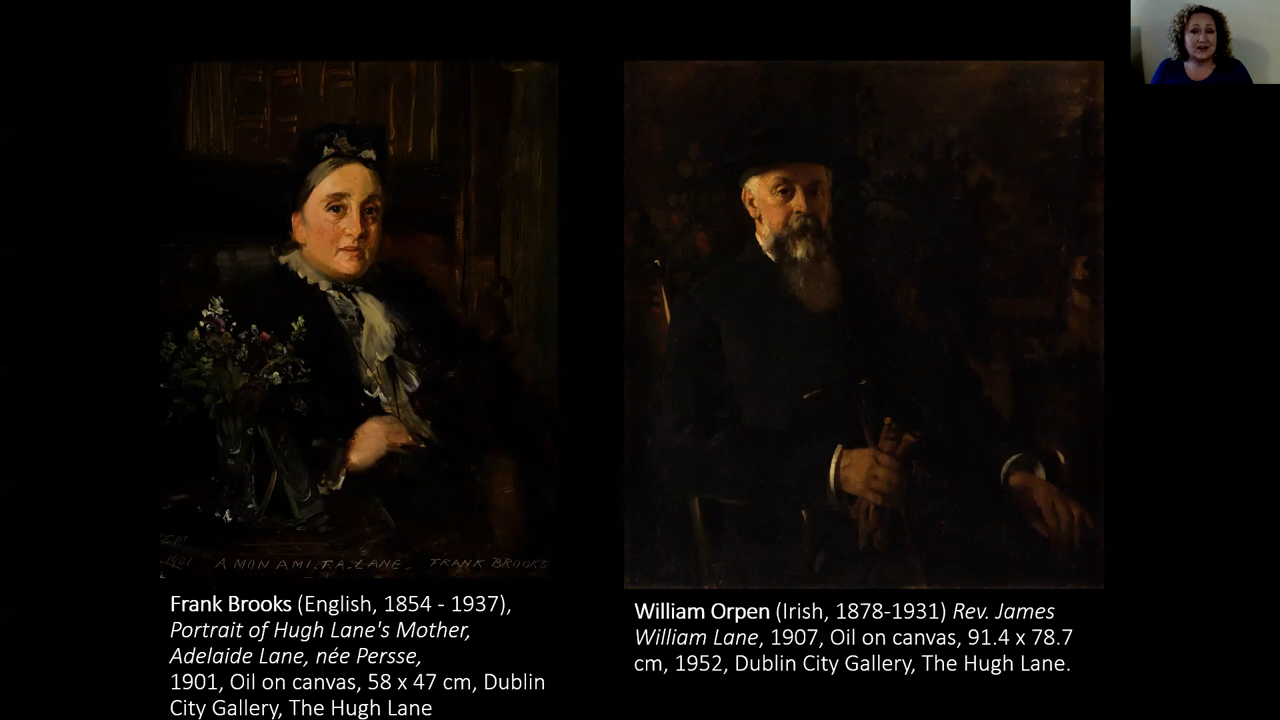 SEPT
1901 A MON AMI. F.A. LANE. FRANK BROOKS
Frank Brooks (English, 1854 - 1937),
Portrait of Hugh Lane's Mother,
Adelaide Lane, née Persse,
1901, Oil on canvas, 58 x 47 cm, Dublin
City Gallery, The Hugh Lane
William Orpen (Irish, 1878-1931) Rev. James
William Lane, 1907, Oil on canvas, 91.4 x 78.7
cm, 1952, Dublin City Gallery, The Hugh Lane.